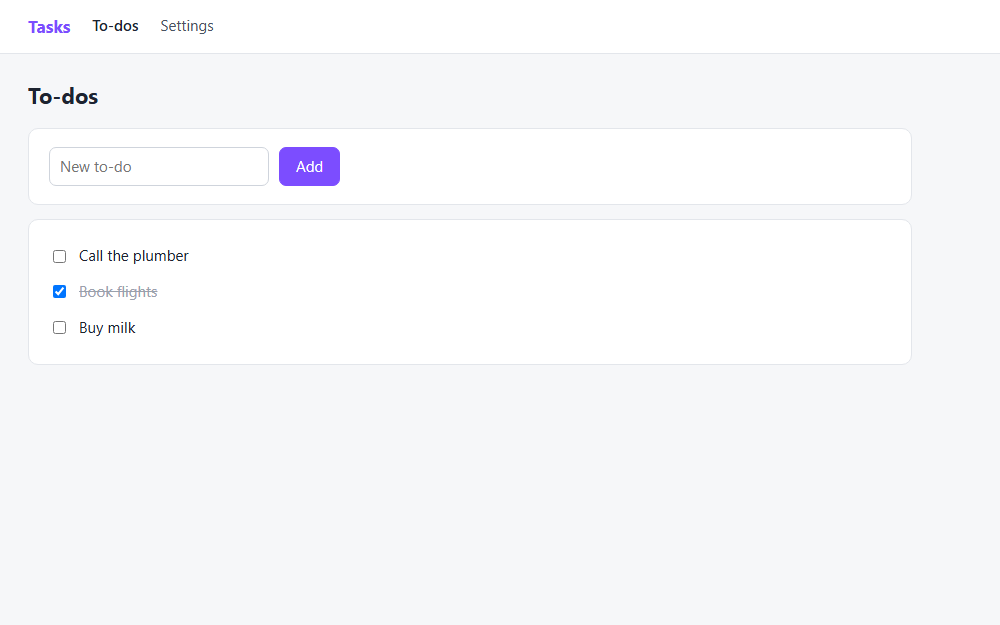 Tasks To-dos Settings
To-dos
New to-do Add
Call the plumber
Book flights
Buy milk